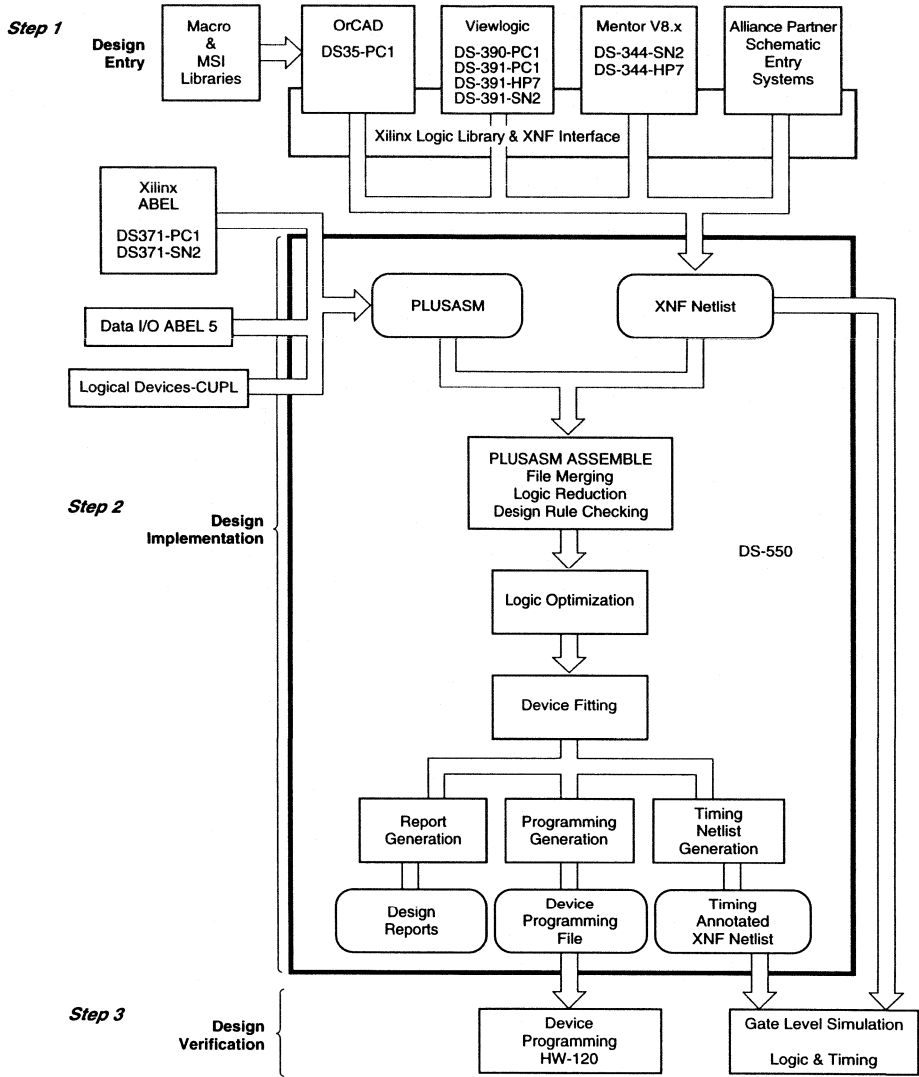 Step 1
Design
Entry
Macro
&
MSI
Libraries
OrCAD
DS35-PC1
Viewlogic
DS-390-PC1
DS-391-PC1
DS-391-HP7
DS-391-SN2
Mentor V8.x
DS-344-SN2
DS-344-HP7
Alliance Partner
Schematic
Entry
Systems
Xilinx Logic Library & XNF Interface
Xilinx
ABEL
DS371-PC1
DS371-SN2
Data I/O ABEL 5
Logical Devices-CUPL
PLUSASM
XNF Netlist
Step 2
Design
Implementation
PLUSASM ASSEMBLE
File Merging
Logic Reduction
Design Rule Checking
DS-550
Logic Optimization
Device Fitting
Report
Generation
Programming
Generation
Timing
Netlist
Generation
Design
Reports
Device
Programming
File
Timing
Annotated
XNF Netlist
Step 3
Design
Verification
Device
Programming
HW-120
Gate Level Simulation
Logic & Timing